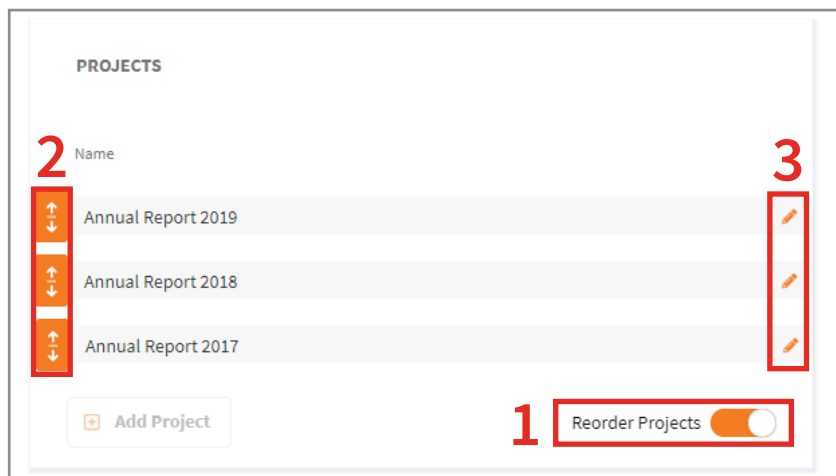 PROJECTS
Name
2
3
Annual Report 2019
Annual Report 2018
Annual Report 2017
Add Project
1
Reorder Projects